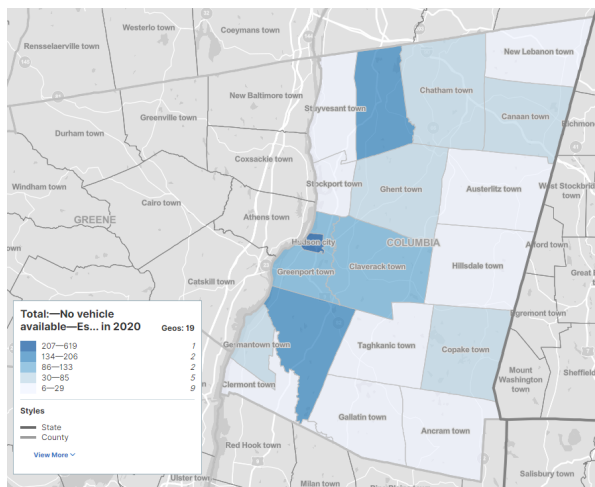 Westerlo town
Coeymans town
Rensselaerville town
New Lebanon town
Chatham town
New Baltimore town
Stuyvesant town
Greenville town
Canaan town
Durham town
Coxsackie town
Windham town
Stockport town
Ghent town
Austerlitz town
West Stockbri
town
Cairo town
GREENE
Athens town
Hudson city
COLUMBIA
Alford town
own
Greenport town
Claverack town
Hillsdale town
Great
Catskill town
Egremont town
Total:—No vehicle
available—Es... in 2020
Geos: 19
207—619 1
134—206 2
86—133 2
30—85 5
6—29 9
Styles
State
County
View More
Germantown town
Taghkanic town
Copake town
Mount
Washington
town
Sheffield
Clermont town
Gallatin town
Ancram town
Red Hook town
Salisbury town
Ulster town
Milan town